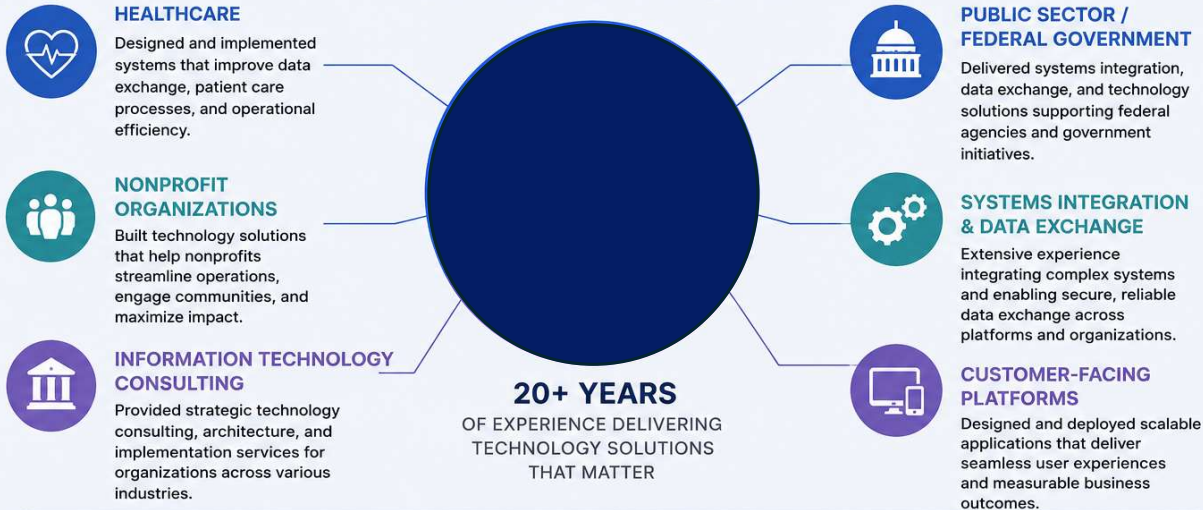 HEALTHCARE
Designed and implemented
systems that improve data
exchange, patient care
processes, and operational
efficiency.
NONPROFIT
ORGANIZATIONS
Built technology solutions
that help nonprofits
streamline operations,
engage communities, and
maximize impact.
INFORMATION TECHNOLOGY
CONSULTING
Provided strategic technology
consulting, architecture, and
implementation services for
organizations across various
industries.
20+ YEARS
OF EXPERIENCE DELIVERING
TECHNOLOGY SOLUTIONS
THAT MATTER
PUBLIC SECTOR /
FEDERAL GOVERNMENT
Delivered systems integration,
data exchange, and technology
solutions supporting federal
agencies and government
initiatives.
SYSTEMS INTEGRATION
& DATA EXCHANGE
Extensive experience
integrating complex systems
and enabling secure, reliable
data exchange across
platforms and organizations.
CUSTOMER-FACING
PLATFORMS
Designed and deployed scalable
applications that deliver
seamless user experiences
and measurable business
outcomes.